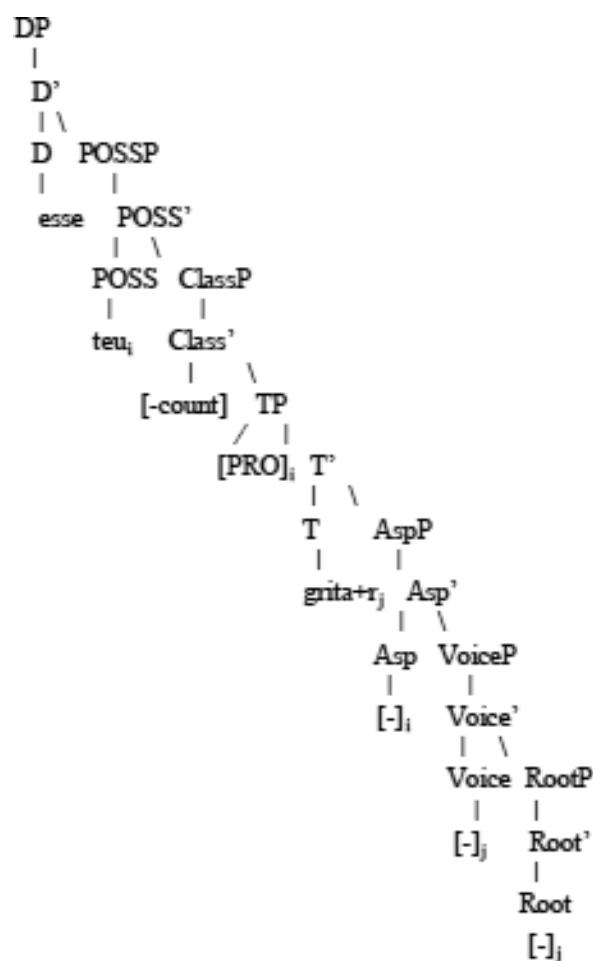 DP
D’
D POSSP
esse POSS’
POSS ClassP
teuᵢ Class’
[-count] TP
[PRO]ᵢ T’
T AspP
grita+rⱼ Asp’
Asp VoiceP
[-]ᵢ Voice’
Voice RootP
[-]ⱼ Root’
Root
[-]ⱼ